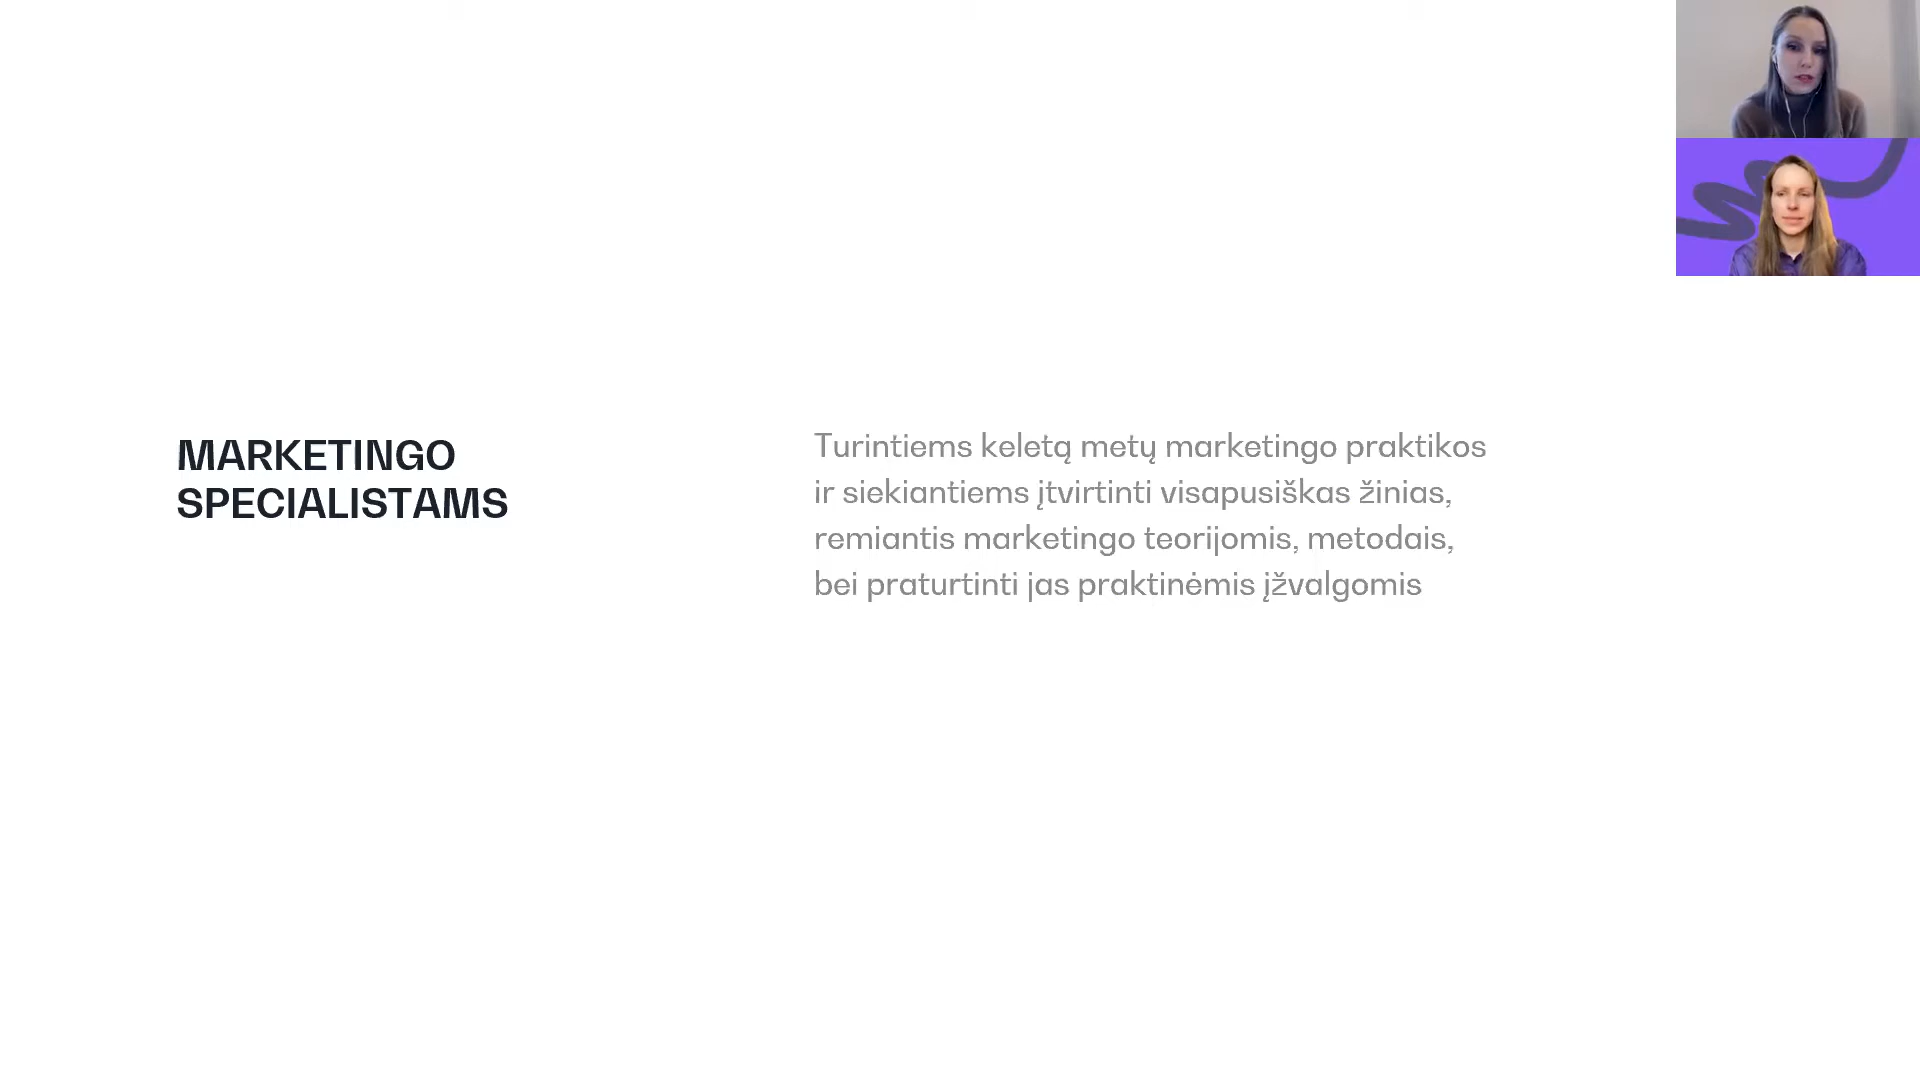 MARKETINGO
SPECIALISTAMS
Turintiems keletą metų marketingo praktikos
ir siekiantiems įtvirtinti visapusiškas žinias,
remiantis marketingo teorijomis, metodais,
bei praturtinti jas praktinėmis įžvalgomis